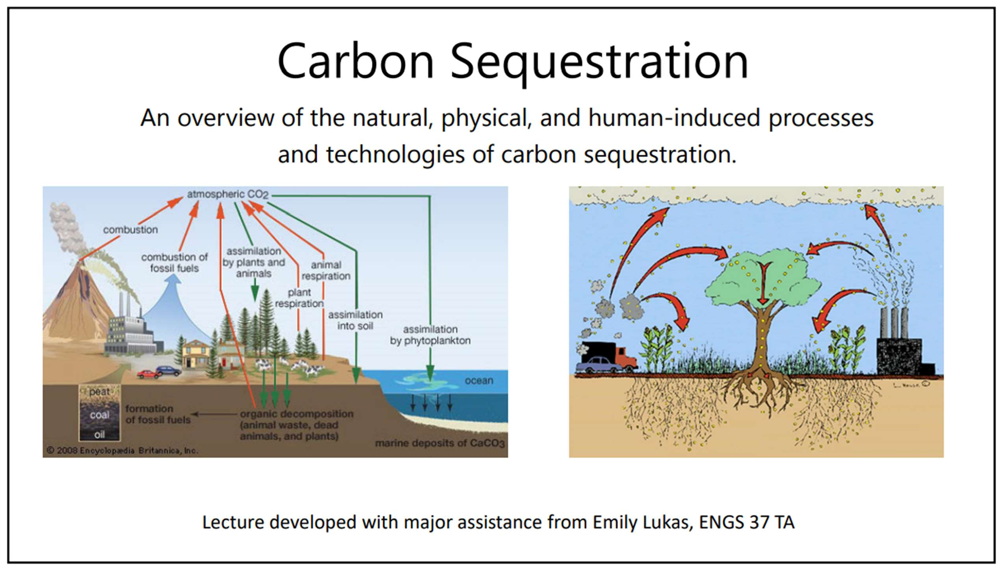 Carbon Sequestration
An overview of the natural, physical, and human-induced processes
and technologies of carbon sequestration.
atmospheric CO2
combustion
combustion of
fossil fuels
assimilation
by plants and
animals
animal
respiration
plant
respiration
assimilation
into soil
assimilation
by phytoplankton
ocean
peat
coal
oil
formation
of fossil fuels
organic decomposition
(animal waste, dead
animals, and plants)
marine deposits of CaCO3
© 2008 Encyclopædia Britannica, Inc.
Lecture developed with major assistance from Emily Lukas, ENGS 37 TA